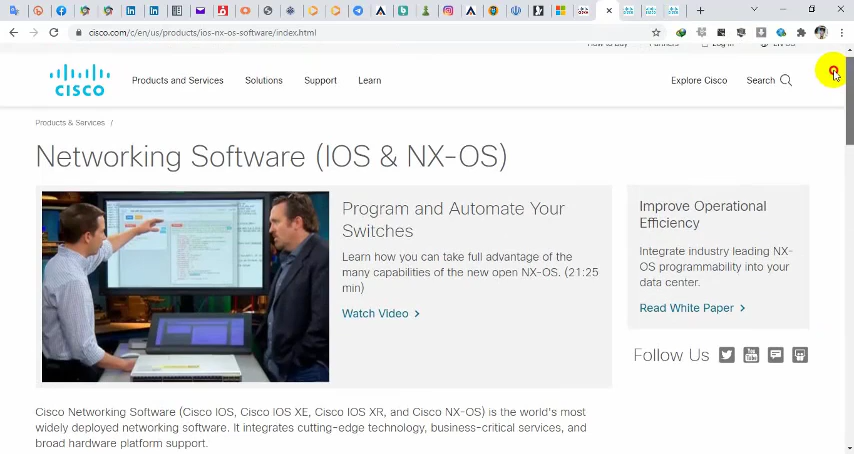 cisco.com/c/en/us/products/ios-nx-os-software/index.html
How to buy Partners Log in EN US
CISCO
Products and Services Solutions Support Learn Explore Cisco Search
Products & Services /
Networking Software (IOS & NX-OS)
Program and Automate Your
Switches
Learn how you can take full advantage of the
many capabilities of the new open NX-OS. (21:25
min)
Watch Video
Improve Operational
Efficiency
Integrate industry leading NX-
OS programmability into your
data center.
Read White Paper
Follow Us
Cisco Networking Software (Cisco IOS, Cisco IOS XE, Cisco IOS XR, and Cisco NX-OS) is the world's most
widely deployed networking software. It integrates cutting-edge technology, business-critical services, and
broad hardware platform support.